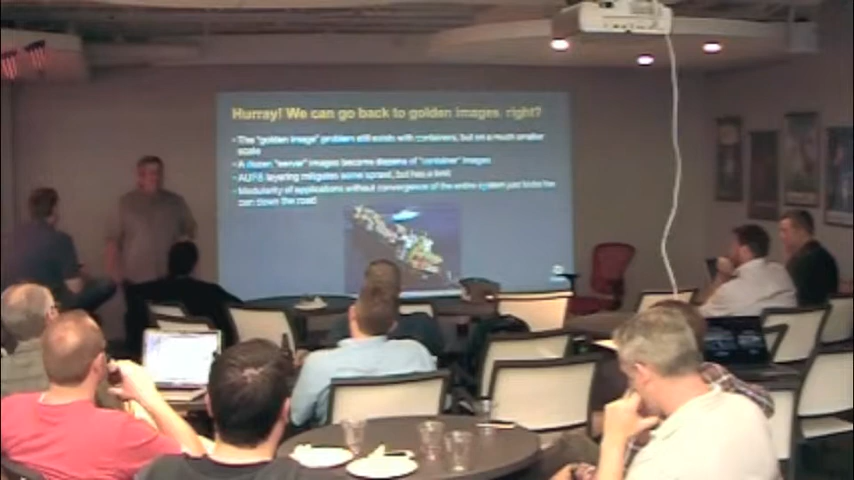 Hurray! We can go back to golden images, right?
- The "golden image" problem still exists with containers, but on a much smaller
scale
- A dozen "server" images became dozens of "container" images
- AUFS layering mitigates some sprawl, but has a limit
- Modularity of applications without convergence of the entire system just kicks the
can down the road